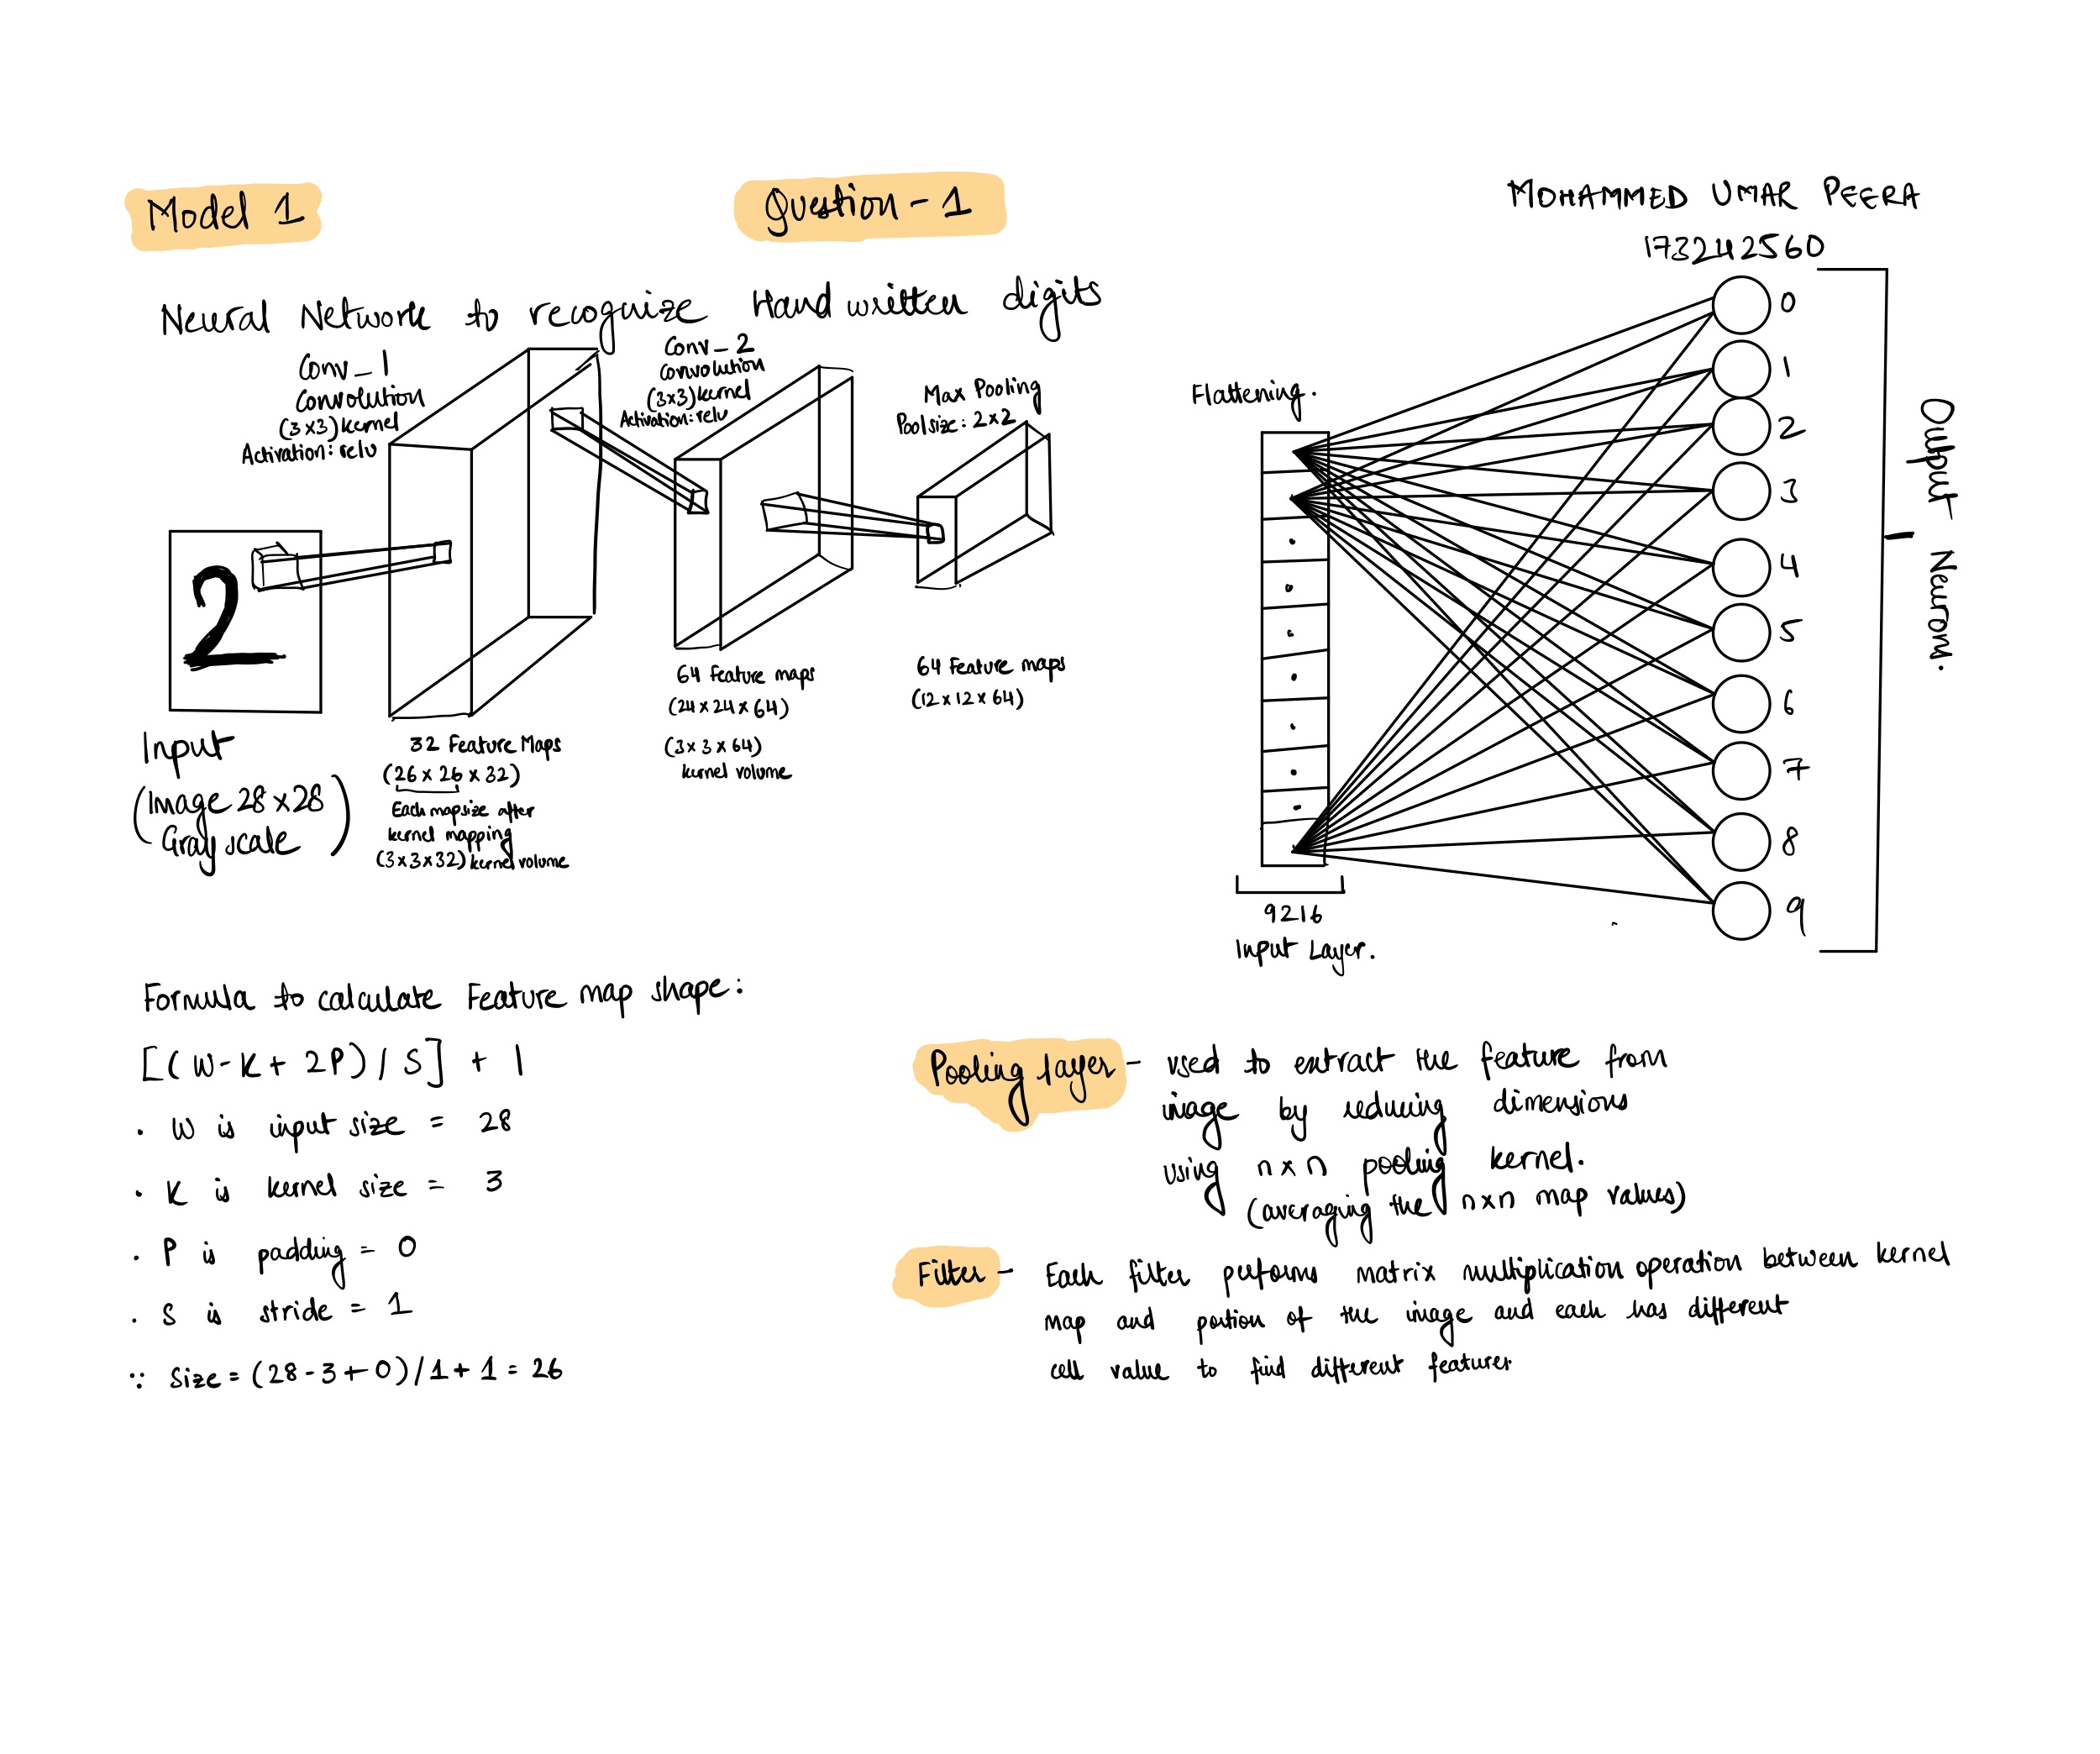 Model 1
Question - 1
MOHAMMED UMAR PEERA
173242560
Neural Network to recognize Hand written digits
Conv_1
Convolution
(3x3) kernel
Activation: relu
Conv_2
Convolution
(3x3) kernel
Activation: relu
Max Pooling
Pool size: 2x2
Flattening.
2
Input
(Image 28x28
Gray scale)
32 Feature Maps
(26 x 26 x 32)
Each map size after
kernel mapping
(3x3x32) kernel volume
64 Feature maps
(24 x 24 x 64)
(3x3x64)
kernel volume
64 Feature maps
(12 x 12 x 64)
9216
Input Layer.
0
1
2
3
4
5
6
7
8
9
Output Neuron.
Formula to calculate Feature map shape:
[(W-K+ 2P) / S] + 1
· W is input size = 28
· K is kernel size = 3
· P is padding = 0
· S is stride = 1
∵ Size = (28-3+0)/1+1 = 26
Pooling layer - used to extract the feature from
image by reducing dimensions
using nxn pooling kernel.
(averaging the nxn map values)
Filter - Each filter performs matrix multiplication operation between kernel
map and portion of the image and each has different
cell value to find different features.